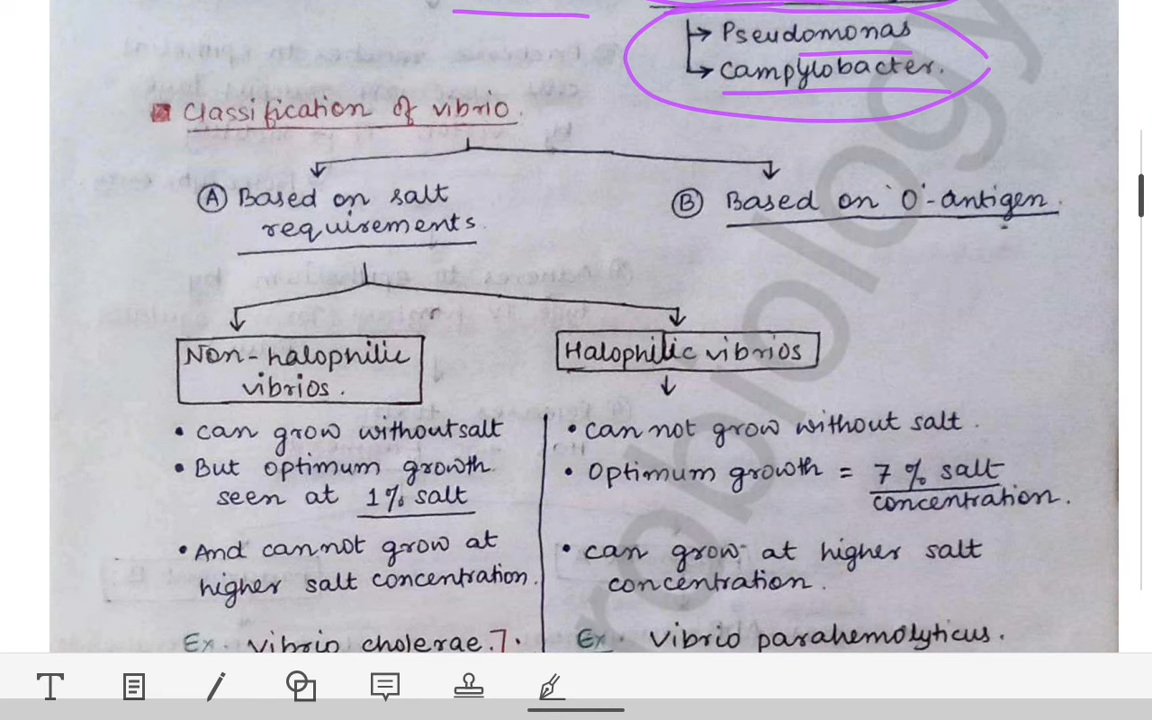 Pseudomonas
Campylobacter.
Classification of vibrio.
A Based on salt
requirements.
B Based on 'O'-antigen.
Non-halophilic
vibrios.
Halophilic vibrios
• can grow without salt
• But optimum growth
seen at 1% salt
• And cannot grow at
higher salt concentration.
• can not grow without salt.
• Optimum growth = 7% salt
concentration.
• can grow at higher salt
concentration.
Ex. vibrio cholerae.
Ex. vibrio parahemolyticus.
T